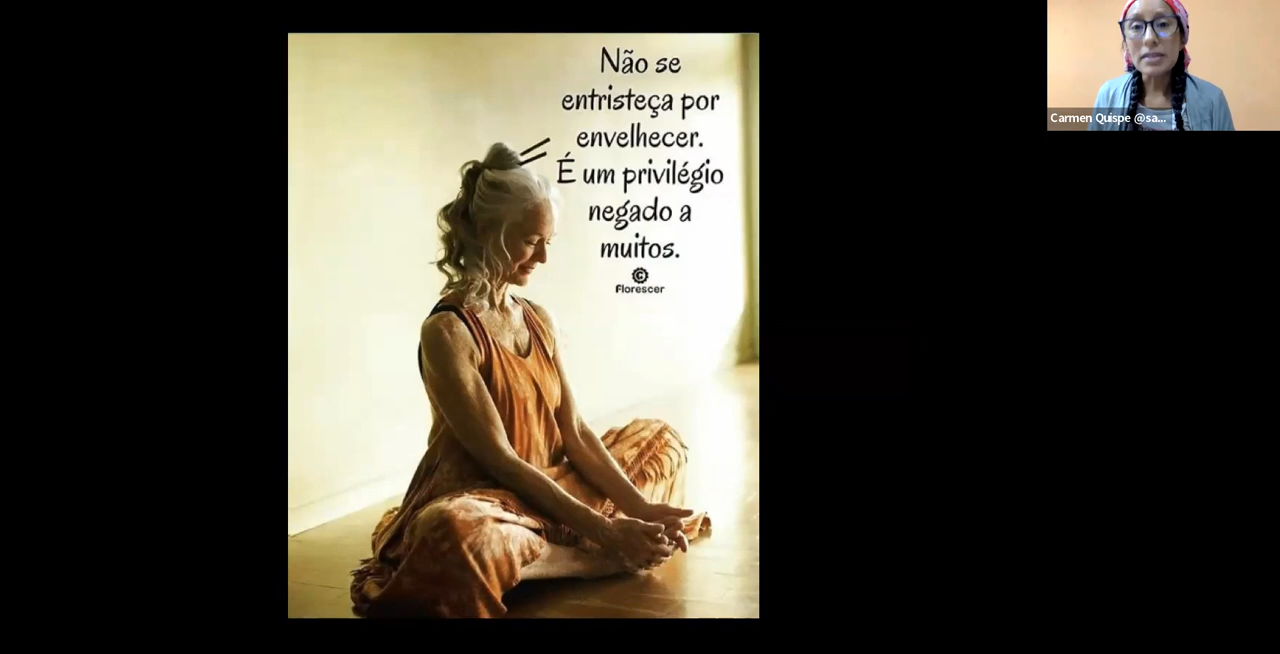 Não se
entristeça por
envelhecer.
É um privilégio
negado a
muitos.
Florescer
Carmen Quispe @sa...